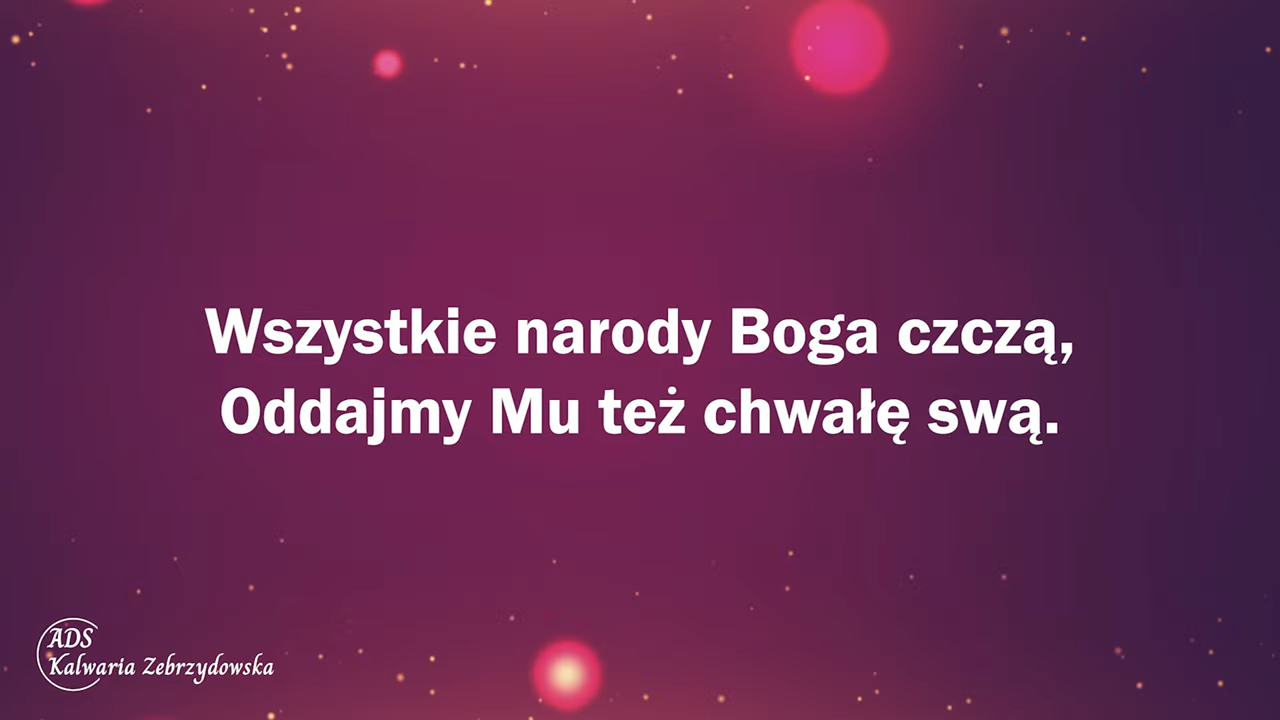 Wszystkie narody Boga czczą,
Oddajmy Mu też chwałę swą.
ADS
Kalwaria Zebrzydowska